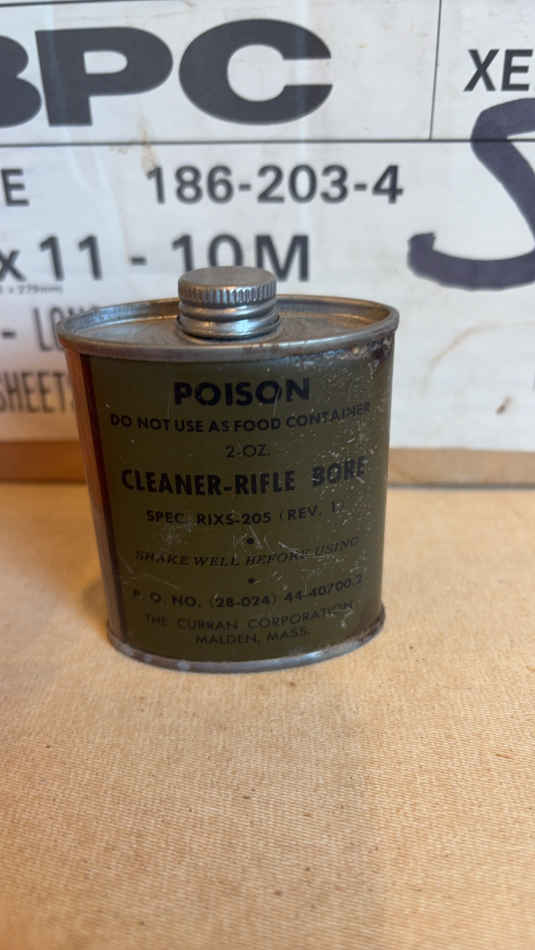 BPC
XE
E
186-203-4
x 11 - 10M
SHEETS
POISON
DO NOT USE AS FOOD CONTAINER
2-OZ.
CLEANER-RIFLE BORE
SPEC. RIXS-205 (REV. 1)
SHAKE WELL BEFORE USING
P. O. NO. (28-024) 44-40700-2
THE CURRAN CORPORATION
MALDEN, MASS.